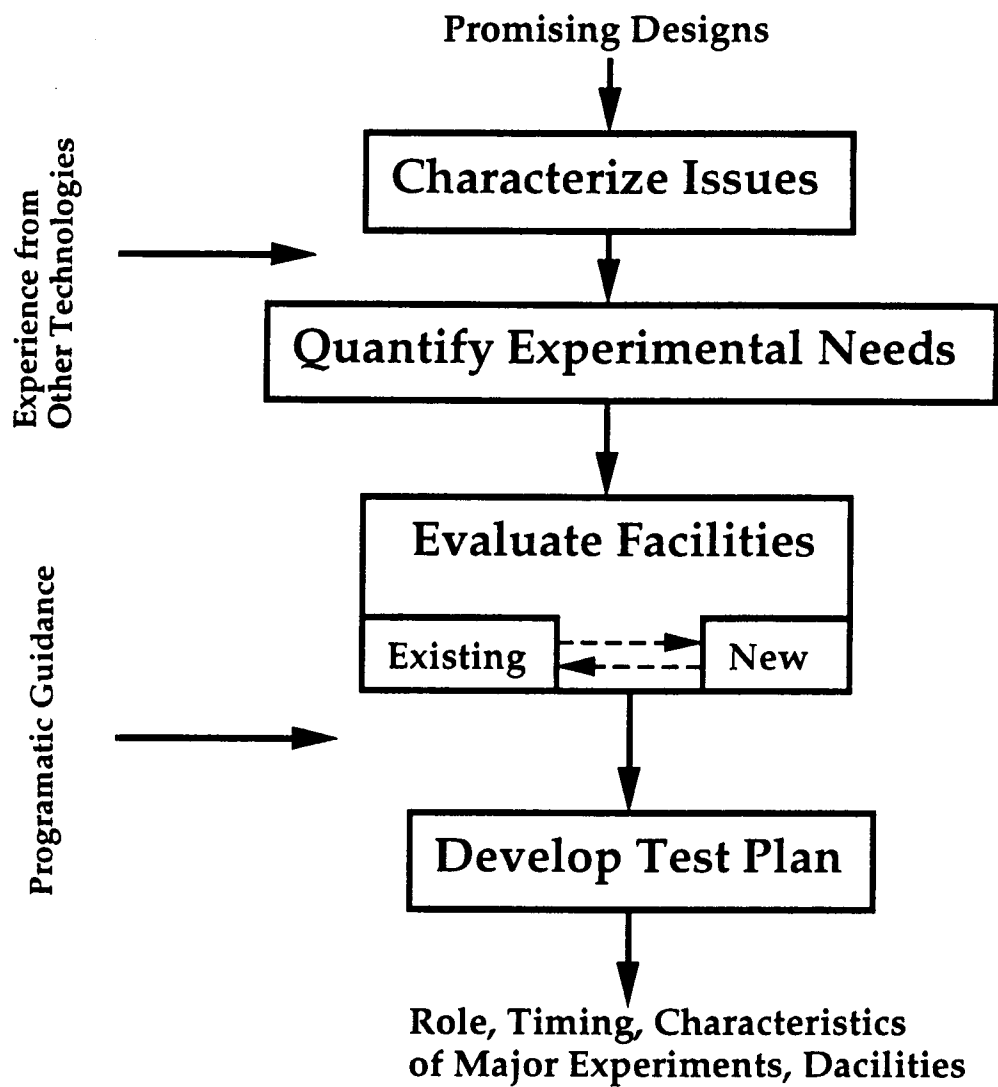 Promising Designs
Characterize Issues
Experience from
Other Technologies
Quantify Experimental Needs
Evaluate Facilities
Existing
New
Programatic Guidance
Develop Test Plan
Role, Timing, Characteristics
of Major Experiments, Dacilities